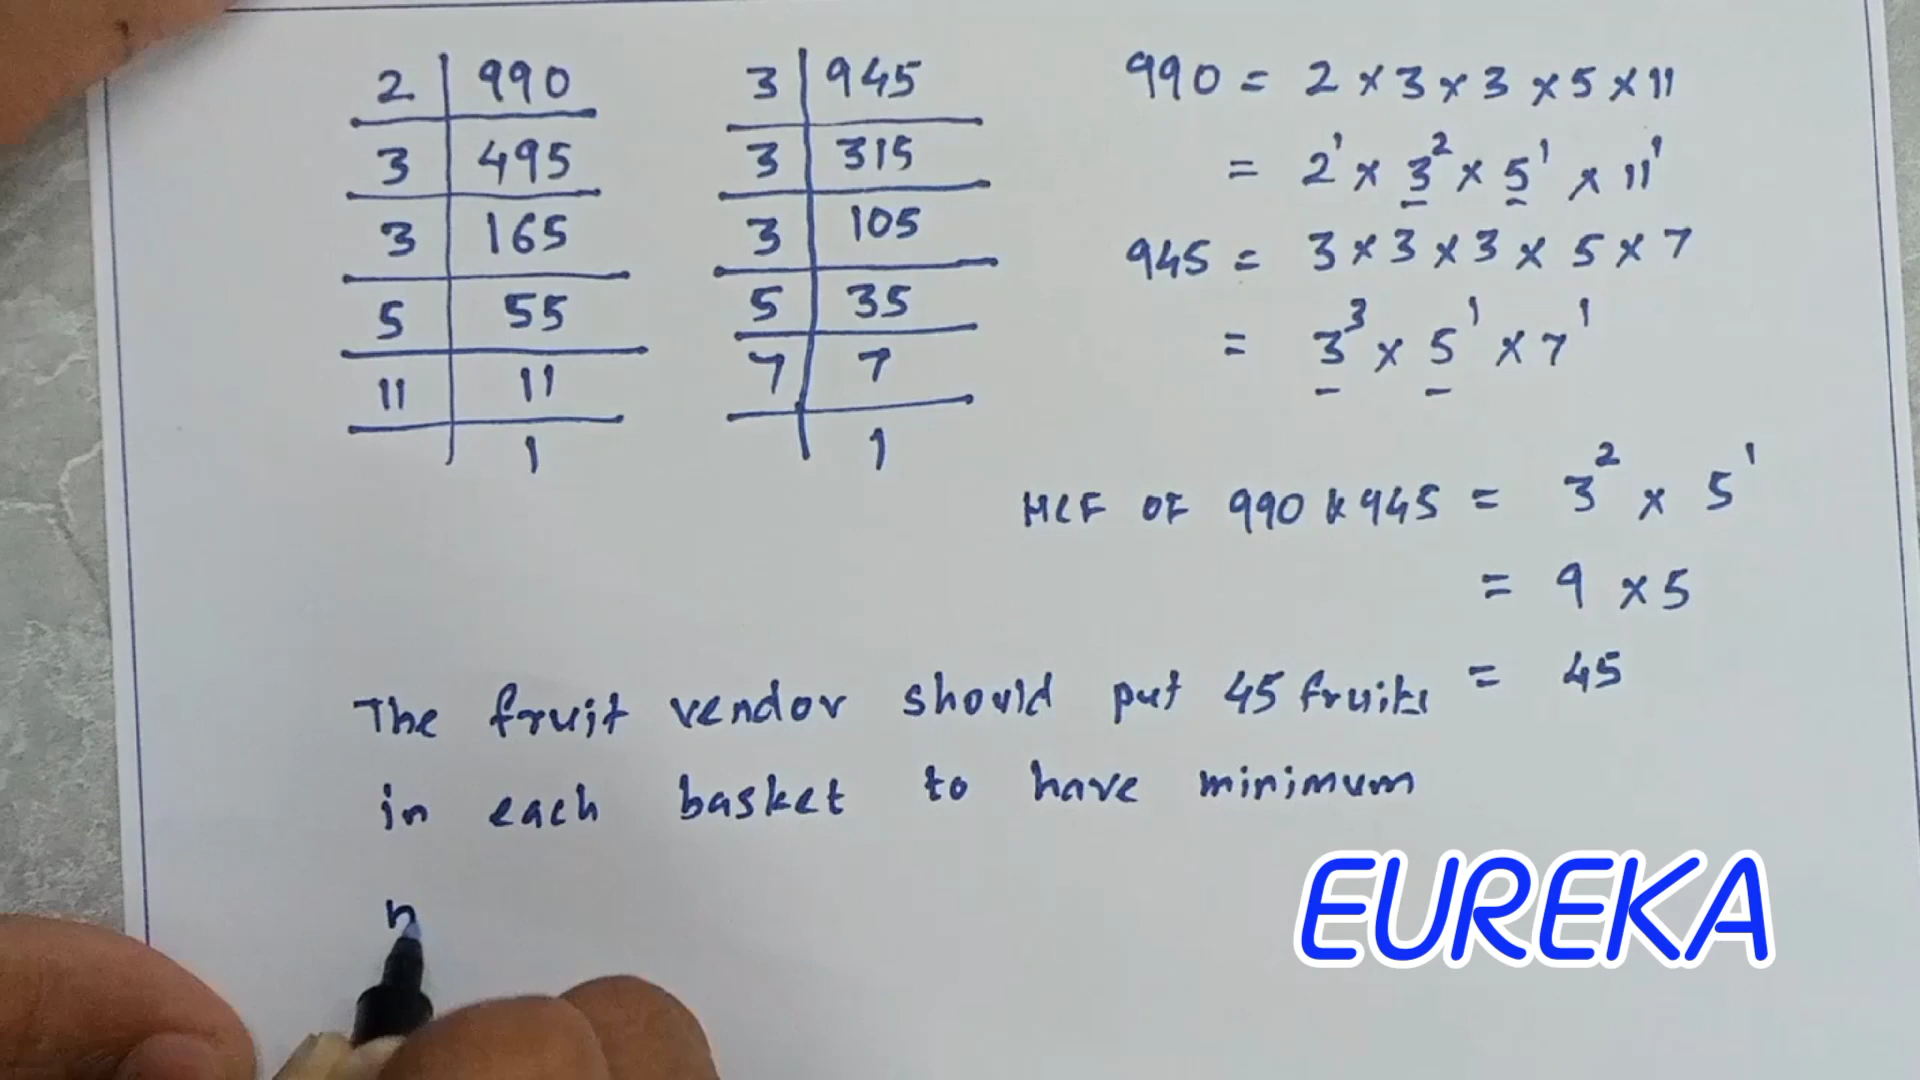 2 | 990
3 | 495
3 | 165
5 | 55
11 | 11
1
3 | 945
3 | 315
3 | 105
5 | 35
7 | 7
1
990 = 2 × 3 × 3 × 5 × 11
= 2¹ × 3² × 5¹ × 11¹
945 = 3 × 3 × 3 × 5 × 7
= 3³ × 5¹ × 7¹
HCF OF 990 & 945 = 3² × 5¹
= 9 × 5
= 45
The fruit vendor should put 45 fruits
in each basket to have minimum
n
EUREKA